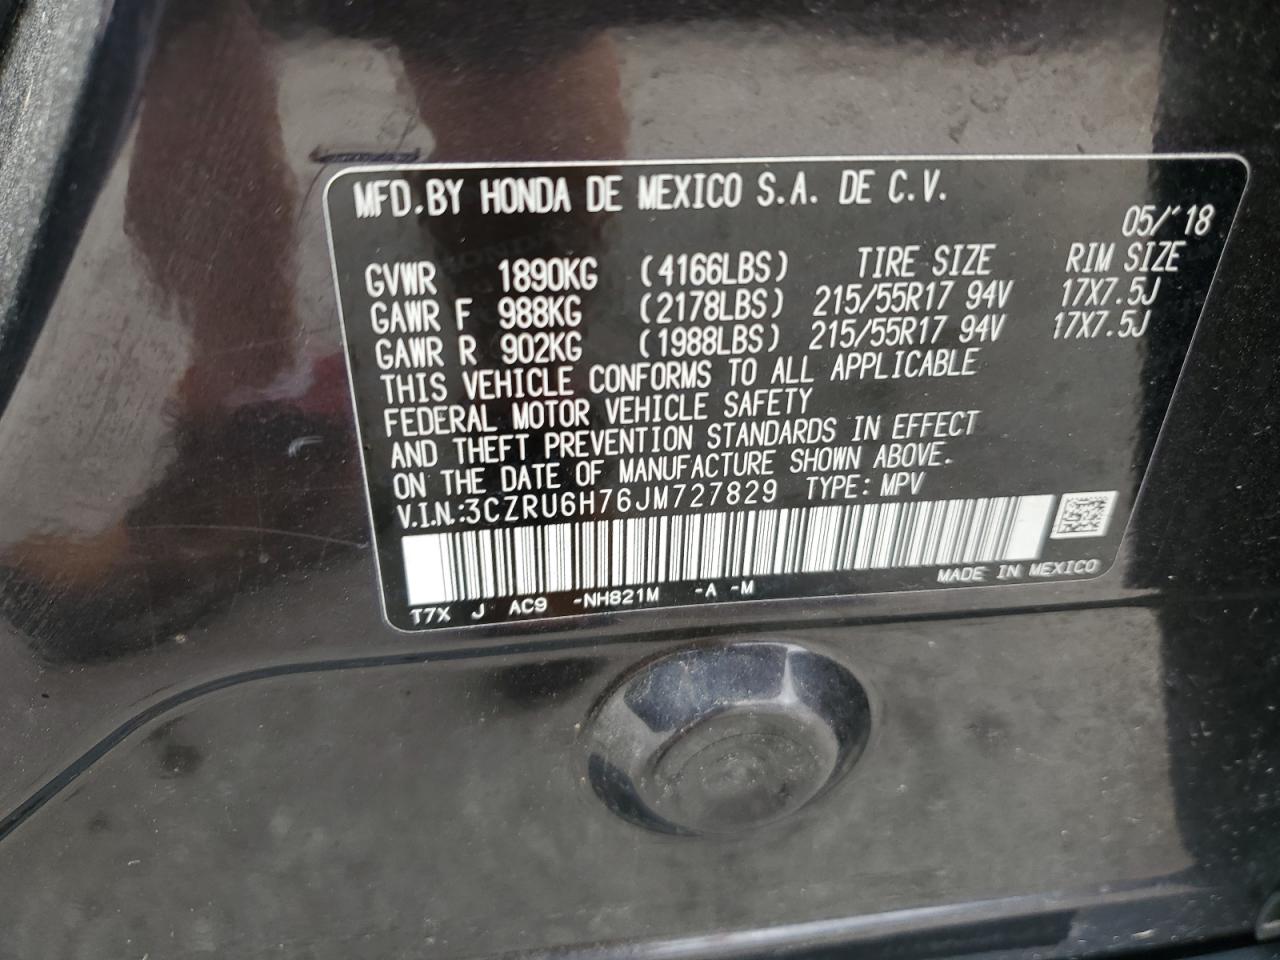 MFD.BY HONDA DE MEXICO S.A. DE C.V.
05/'18
GVWR 1890KG (4166LBS) TIRE SIZE RIM SIZE
GAWR F 988KG (2178LBS) 215/55R17 94V 17X7.5J
GAWR R 902KG (1988LBS) 215/55R17 94V 17X7.5J
THIS VEHICLE CONFORMS TO ALL APPLICABLE
FEDERAL MOTOR VEHICLE SAFETY
AND THEFT PREVENTION STANDARDS IN EFFECT
ON THE DATE OF MANUFACTURE SHOWN ABOVE.
V.I.N.:3CZRU6H76JM727829 TYPE: MPV
MADE IN MEXICO
T7X J AC9 -NH821M -A -M